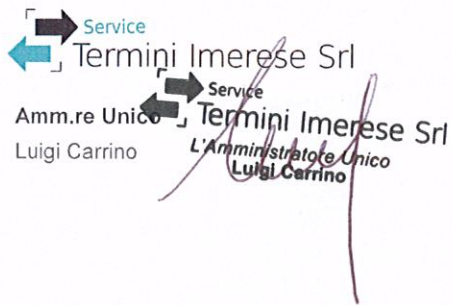 Service
Termini Imerese Srl
Amm.re Unico
Luigi Carrino
Service
Termini Imerese Srl
L'Amministratore Unico
Luigi Carrino